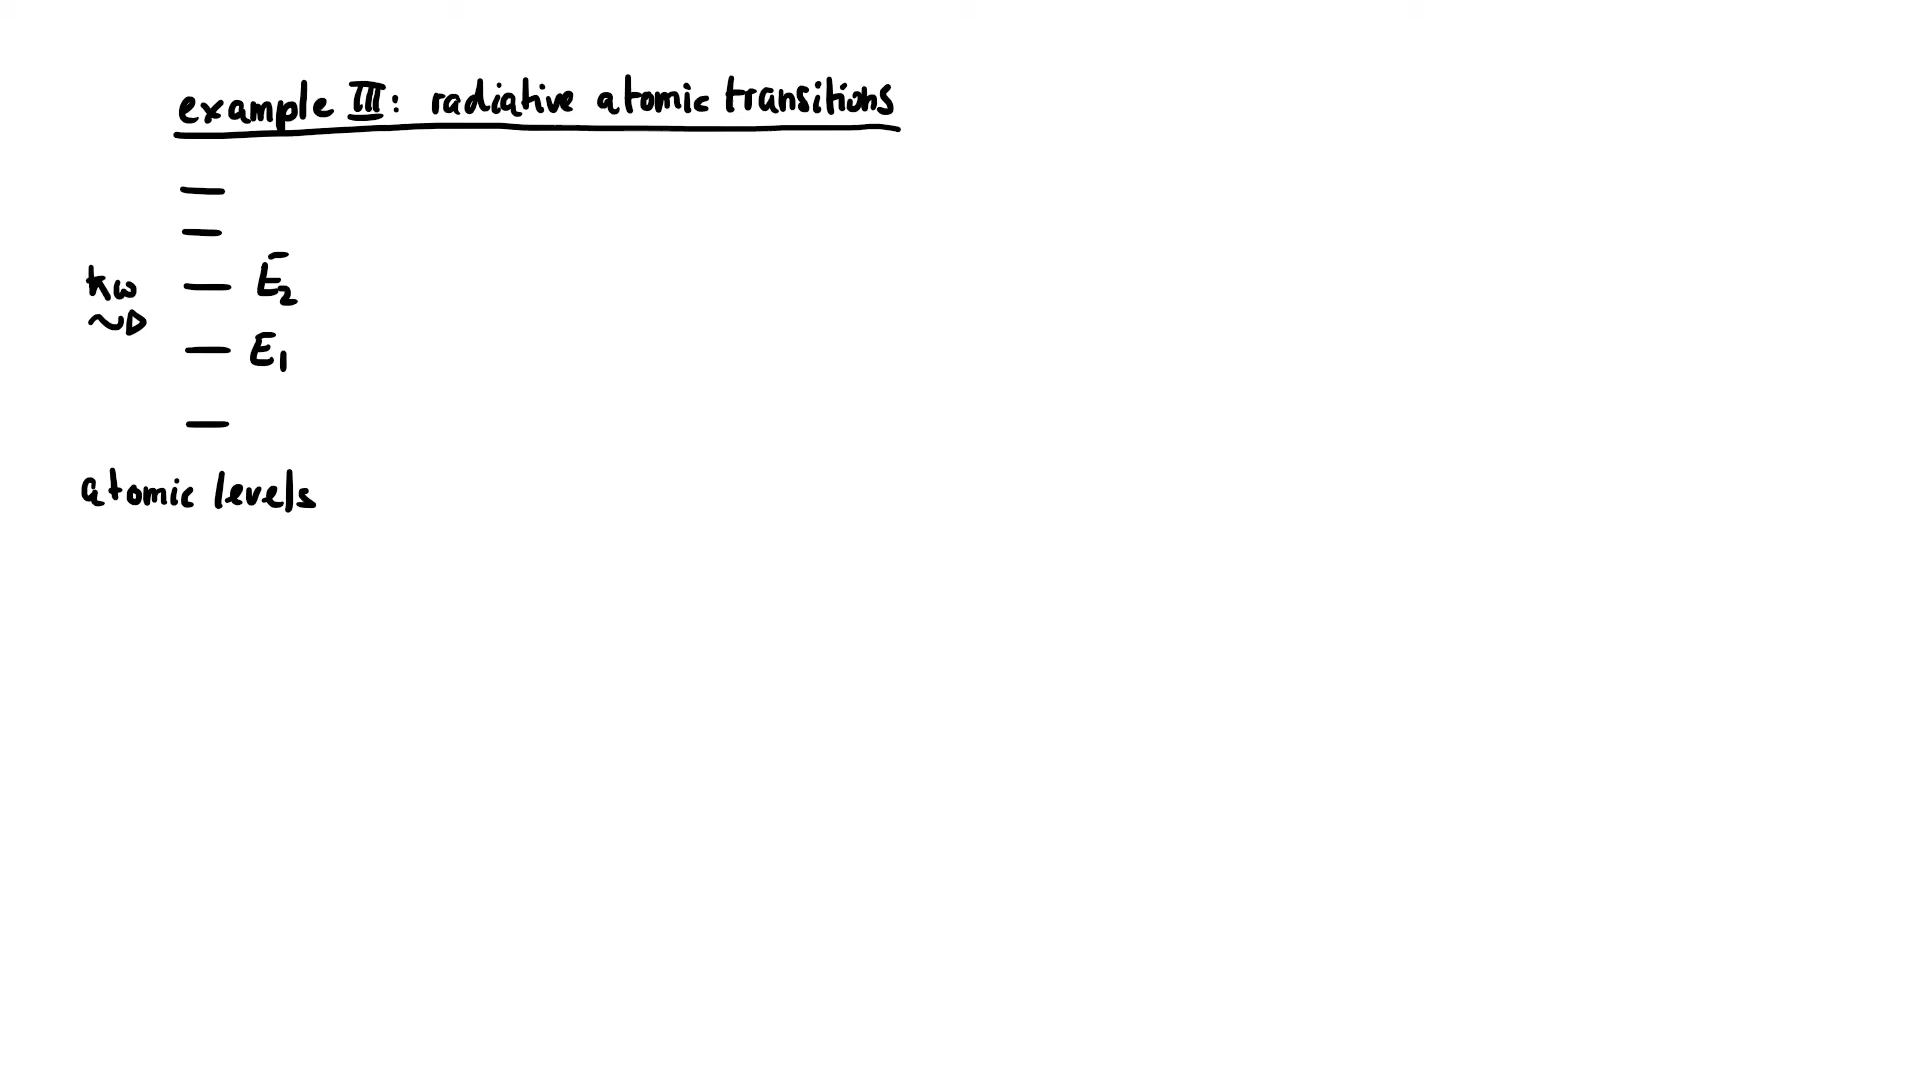 example III: radiative atomic transitions
ħω
E₂
E₁
atomic levels